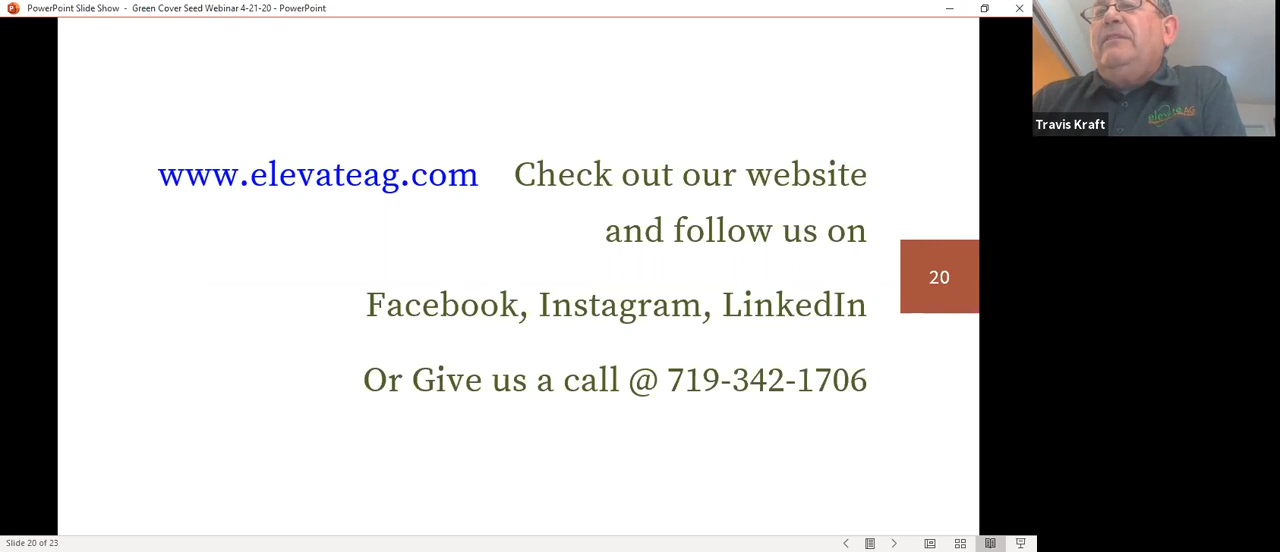 PowerPoint Slide Show - Green Cover Seed Webinar 4-21-20 - PowerPoint
www.elevateag.com Check out our website
and follow us on
20
Facebook, Instagram, LinkedIn
Or Give us a call @ 719-342-1706
Slide 20 of 23
elevateAG
Travis Kraft